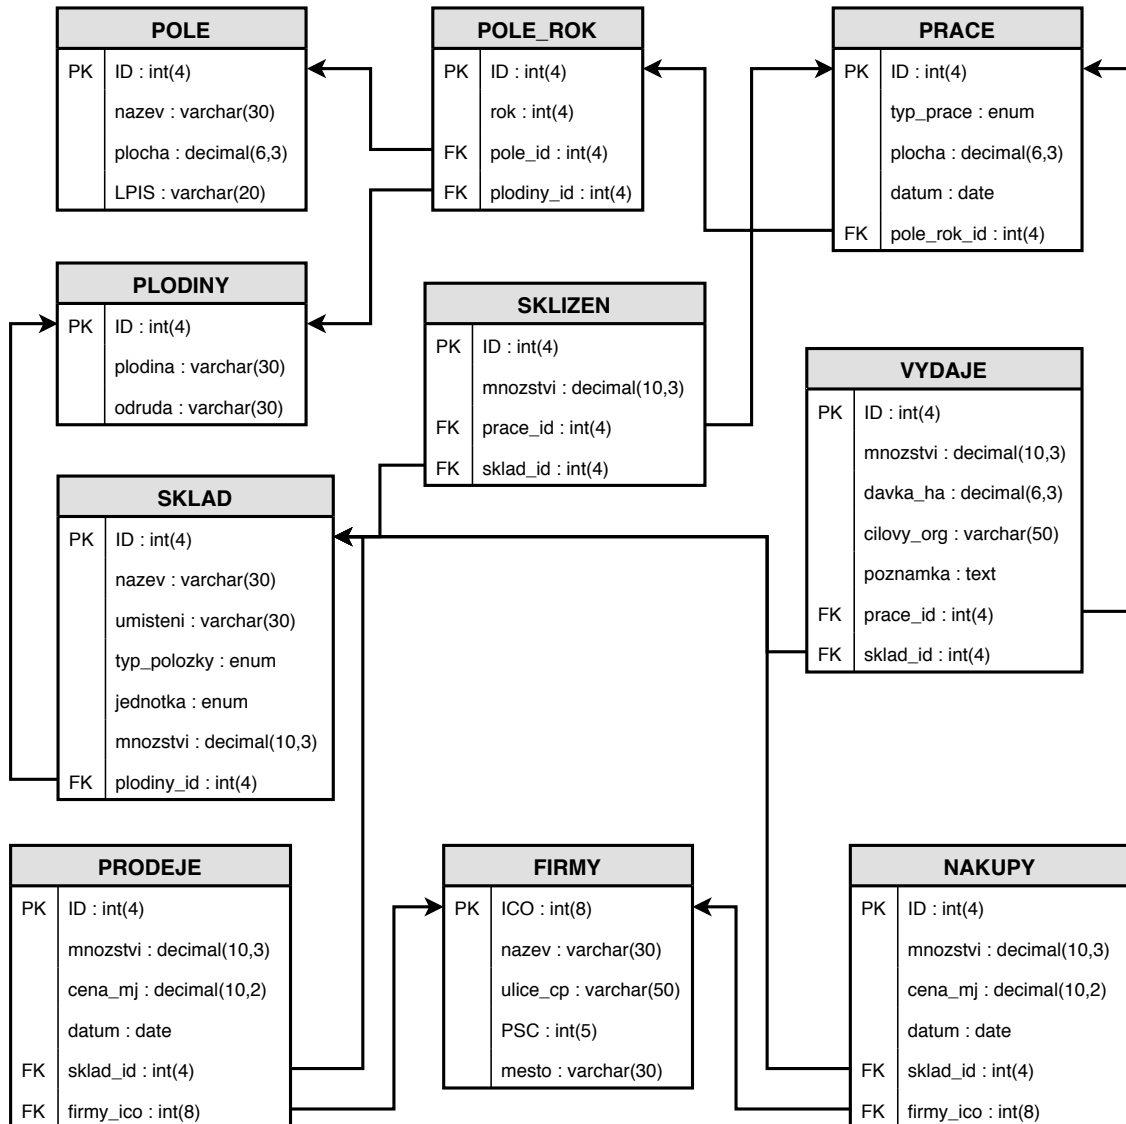 POLE
PK ID : int(4)
nazev : varchar(30)
plocha : decimal(6,3)
LPIS : varchar(20)
POLE_ROK
PK ID : int(4)
rok : int(4)
FK pole_id : int(4)
FK plodiny_id : int(4)
PRACE
PK ID : int(4)
typ_prace : enum
plocha : decimal(6,3)
datum : date
FK pole_rok_id : int(4)
PLODINY
PK ID : int(4)
plodina : varchar(30)
odruda : varchar(30)
SKLIZEN
PK ID : int(4)
mnozstvi : decimal(10,3)
FK prace_id : int(4)
FK sklad_id : int(4)
VYDAJE
PK ID : int(4)
mnozstvi : decimal(10,3)
davka_ha : decimal(6,3)
cilovy_org : varchar(50)
poznamka : text
FK prace_id : int(4)
FK sklad_id : int(4)
SKLAD
PK ID : int(4)
nazev : varchar(30)
umisteni : varchar(30)
typ_polozky : enum
jednotka : enum
mnozstvi : decimal(10,3)
FK plodiny_id : int(4)
PRODEJE
PK ID : int(4)
mnozstvi : decimal(10,3)
cena_mj : decimal(10,2)
datum : date
FK sklad_id : int(4)
FK firmy_ico : int(8)
FIRMY
PK ICO : int(8)
nazev : varchar(30)
ulice_cp : varchar(50)
PSC : int(5)
mesto : varchar(30)
NAKUPY
PK ID : int(4)
mnozstvi : decimal(10,3)
cena_mj : decimal(10,2)
datum : date
FK sklad_id : int(4)
FK firmy_ico : int(8)